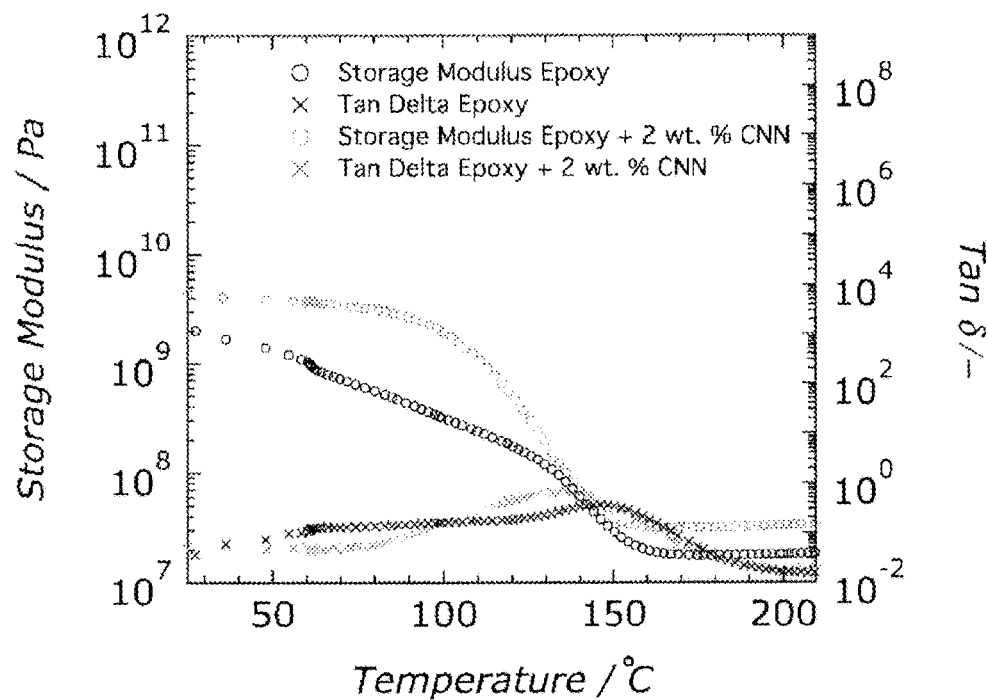 Storage Modulus / Pa
10^12
10^11
10^10
10^9
10^8
10^7
○ Storage Modulus Epoxy
× Tan Delta Epoxy
○ Storage Modulus Epoxy + 2 wt. % CNN
× Tan Delta Epoxy + 2 wt. % CNN
10^8
10^6
10^4
10^2
10^0
10^-2
Tan δ/-
50 100 150 200
Temperature / °C